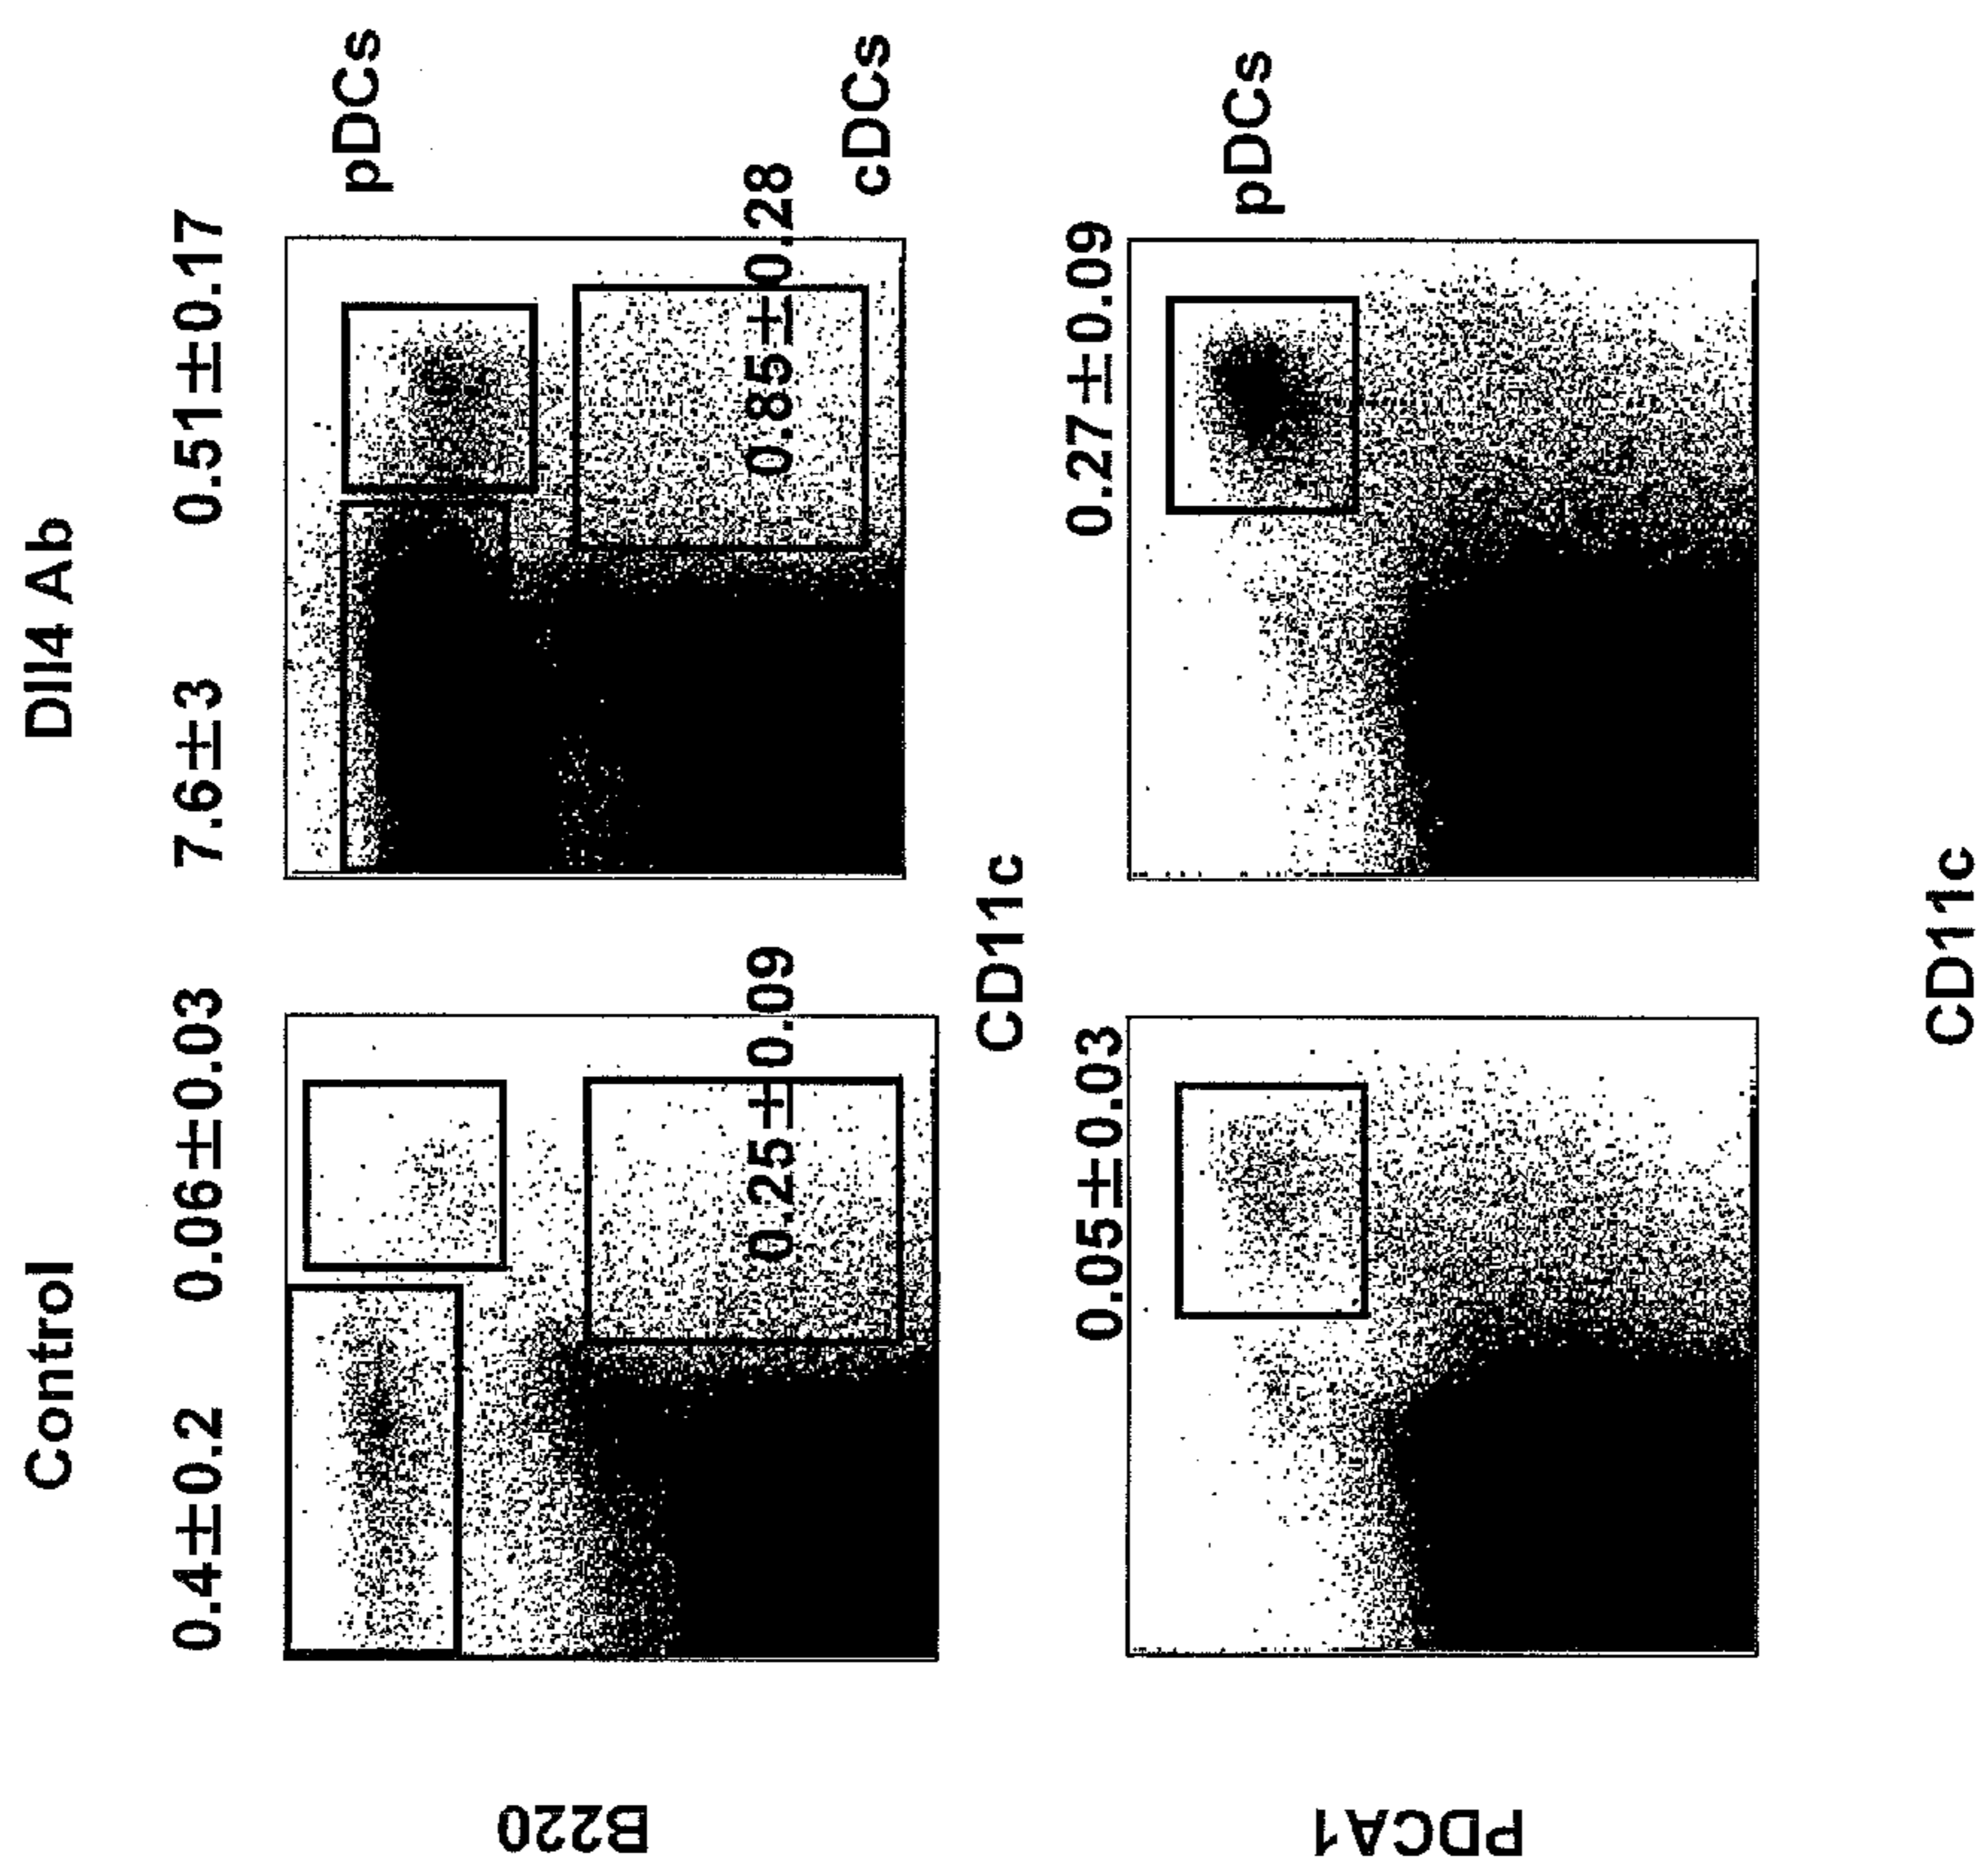 Control
Dll4 Ab
0.4±0.2
0.06±0.03
7.6±3
0.51±0.17
pDCs
B220
0.25±0.09
0.85±0.28
cDCs
CD11c
0.05±0.03
0.27±0.09
pDCs
PDCA1
CD11c